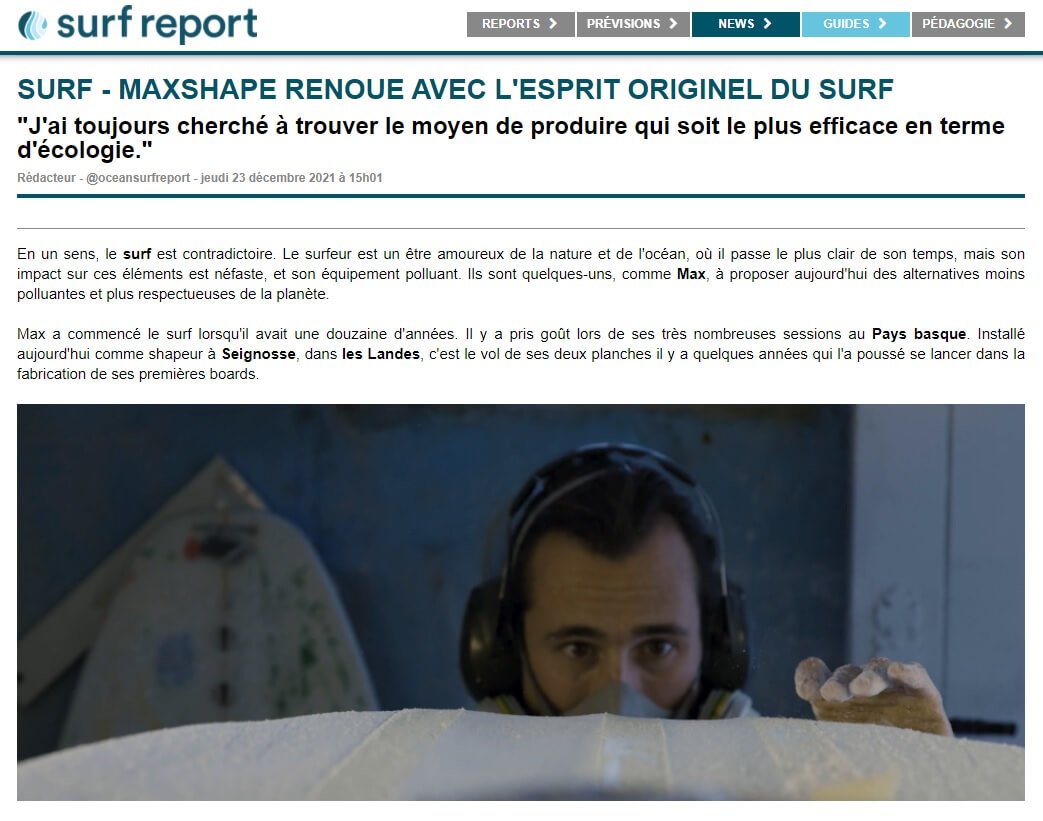 surf report
REPORTS
PRÉVISIONS
NEWS
GUIDES
PÉDAGOGIE
SURF - MAXSHAPE RENOUE AVEC L'ESPRIT ORIGINEL DU SURF
"J'ai toujours cherché à trouver le moyen de produire qui soit le plus efficace en terme
d'écologie."
Rédacteur - @oceansurfreport - jeudi 23 décembre 2021 à 15h01
En un sens, le surf est contradictoire. Le surfeur est un être amoureux de la nature et de l'océan, où il passe le plus clair de son temps, mais son
impact sur ces éléments est néfaste, et son équipement polluant. Ils sont quelques-uns, comme Max, à proposer aujourd'hui des alternatives moins
polluantes et plus respectueuses de la planète.
Max a commencé le surf lorsqu'il avait une douzaine d'années. Il y a pris goût lors de ses très nombreuses sessions au Pays basque. Installé
aujourd'hui comme shapeur à Seignosse, dans les Landes, c'est le vol de ses deux planches il y a quelques années qui l'a poussé se lancer dans la
fabrication de ses premières boards.